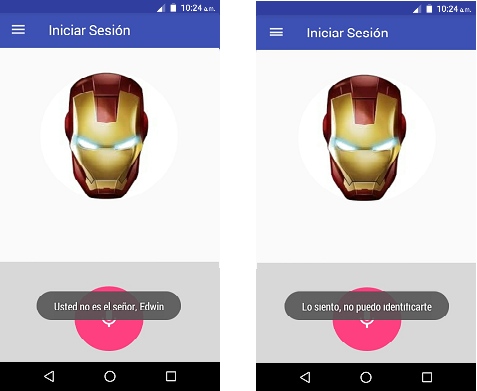 10:24 a.m.
Iniciar Sesión
Usted no es el señor, Edwin
10:24 a.m.
Iniciar Sesión
Lo siento, no puedo identificarte